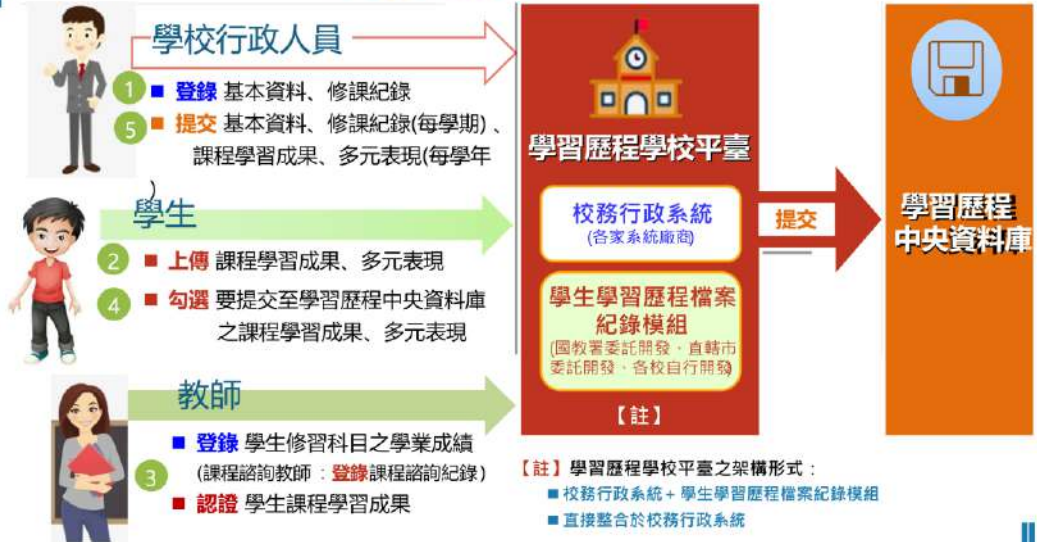 學校行政人員
1
■ 登錄 基本資料、修課紀錄
5
■ 提交 基本資料、修課紀錄(每學期)、
課程學習成果、多元表現(每學年
)
學生
2
■ 上傳 課程學習成果、多元表現
4
■ 勾選 要提交至學習歷程中央資料庫
之課程學習成果、多元表現
教師
■ 登錄 學生修習科目之學業成績
3
(課程諮詢教師：登錄課程諮詢紀錄)
■ 認證 學生課程學習成果
學習歷程學校平臺
校務行政系統
(各家系統廠商)
學生學習歷程檔案
紀錄模組
(國教署委託開發、直轄市
委託開發、各校自行開發)
【註】
提交
學習歷程
中央資料庫
【註】學習歷程學校平臺之架構形式：
■ 校務行政系統+ 學生學習歷程檔案紀錄模組
■ 直接整合於校務行政系統